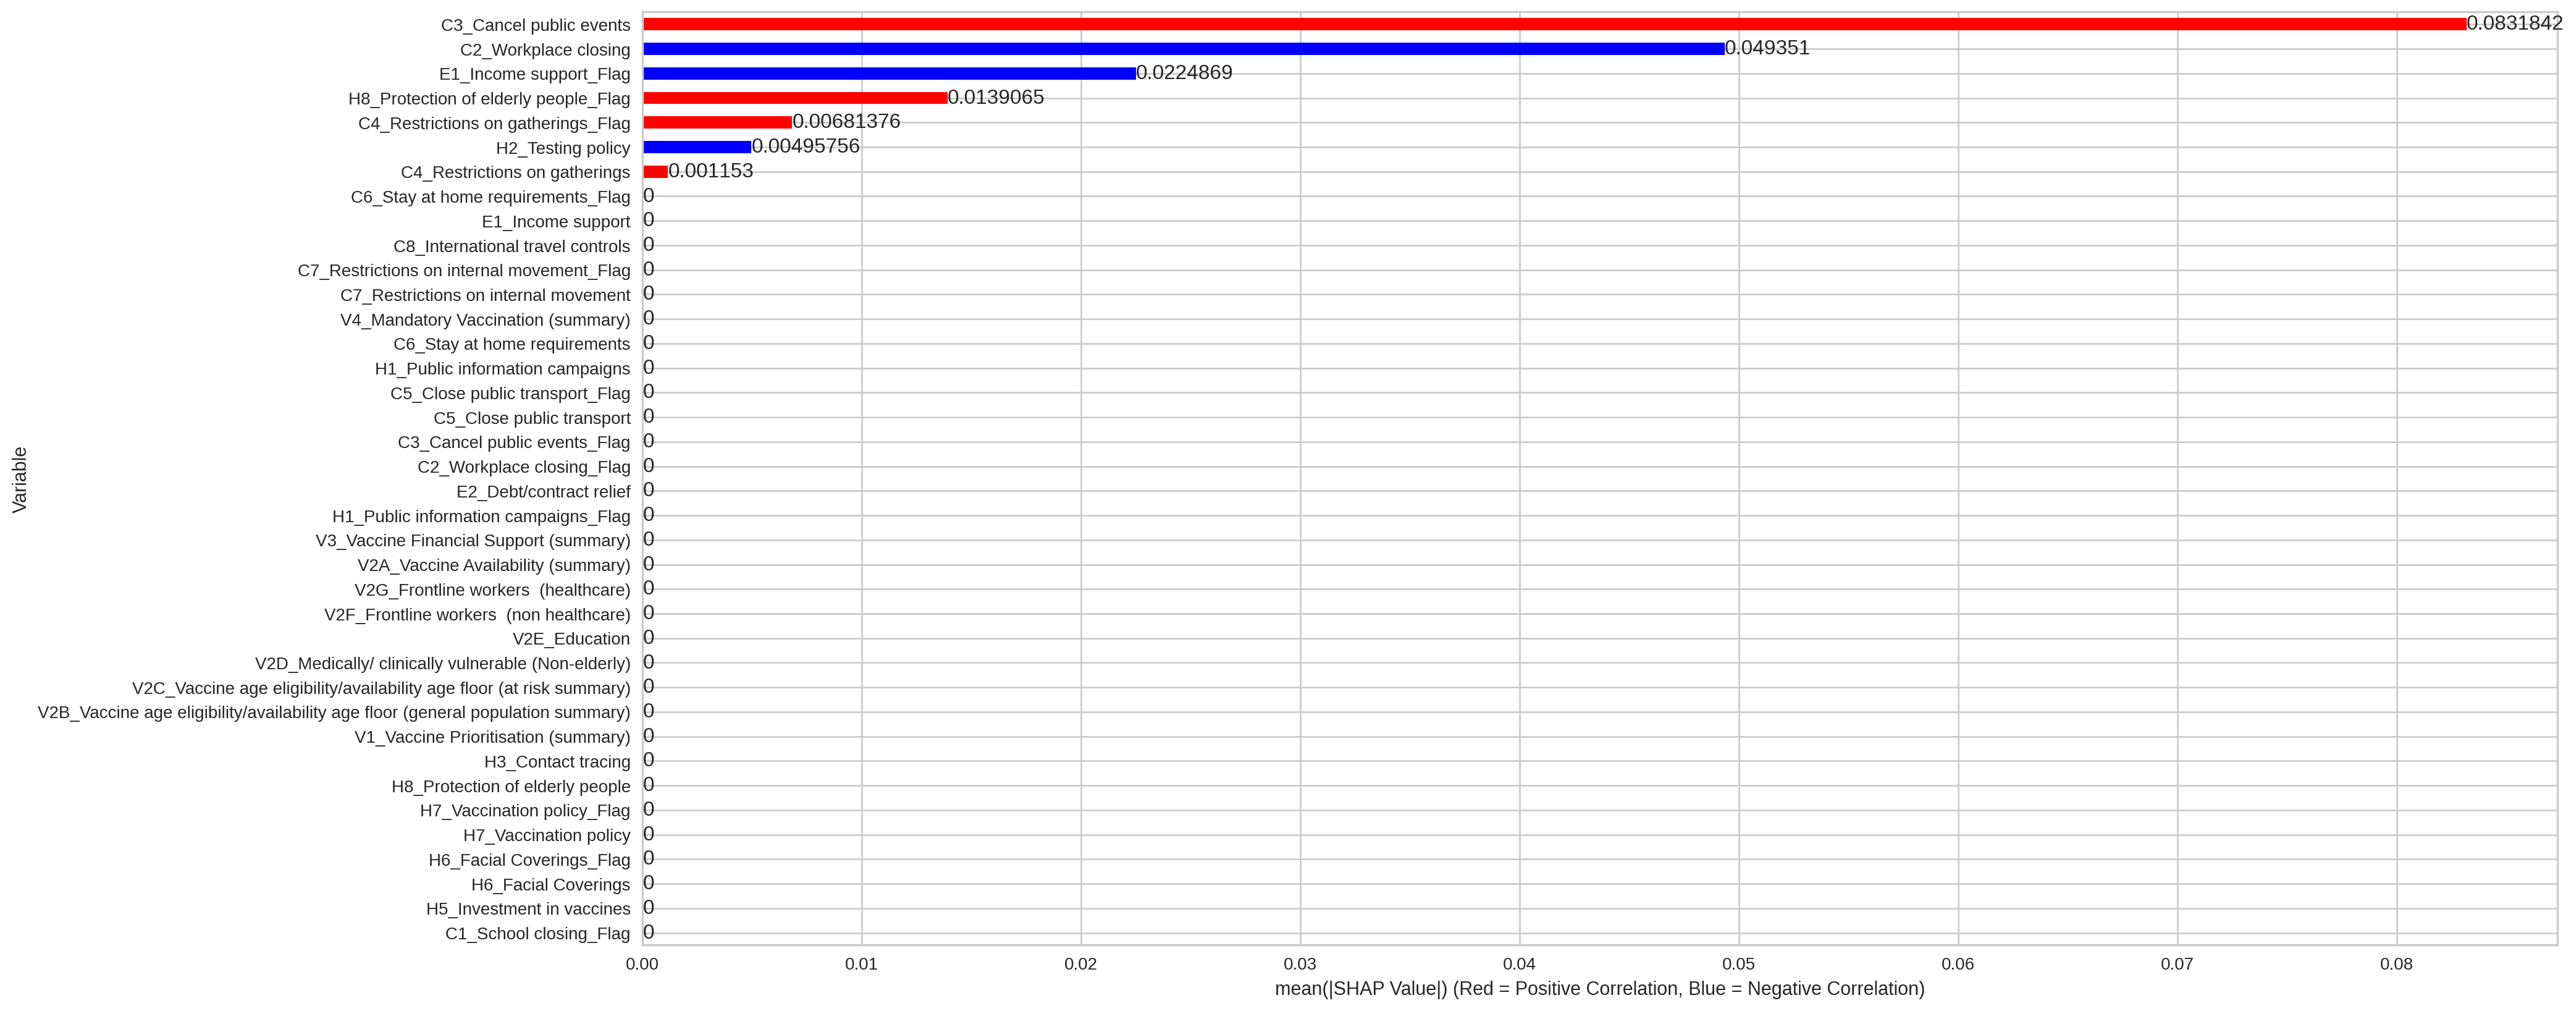 C3_Cancel public events 0.0831842
C2_Workplace closing 0.049351
E1_Income support_Flag 0.0224869
H8_Protection of elderly people_Flag 0.0139065
C4_Restrictions on gatherings_Flag 0.00681376
H2_Testing policy 0.00495756
C4_Restrictions on gatherings 0.001153
C6_Stay at home requirements_Flag 0
E1_Income support 0
C8_International travel controls 0
C7_Restrictions on internal movement_Flag 0
C7_Restrictions on internal movement 0
V4_Mandatory Vaccination (summary) 0
C6_Stay at home requirements 0
H1_Public information campaigns 0
C5_Close public transport_Flag 0
C5_Close public transport 0
C3_Cancel public events_Flag 0
C2_Workplace closing_Flag 0
E2_Debt/contract relief 0
H1_Public information campaigns_Flag 0
V3_Vaccine Financial Support (summary) 0
V2A_Vaccine Availability (summary) 0
V2G_Frontline workers  (healthcare) 0
V2F_Frontline workers  (non healthcare) 0
V2E_Education 0
V2D_Medically/ clinically vulnerable (Non-elderly) 0
V2C_Vaccine age eligibility/availability age floor (at risk summary) 0
V2B_Vaccine age eligibility/availability age floor (general population summary) 0
V1_Vaccine Prioritisation (summary) 0
H3_Contact tracing 0
H8_Protection of elderly people 0
H7_Vaccination policy_Flag 0
H7_Vaccination policy 0
H6_Facial Coverings_Flag 0
H6_Facial Coverings 0
H5_Investment in vaccines 0
C1_School closing_Flag 0
Variable
0.00 0.01 0.02 0.03 0.04 0.05 0.06 0.07 0.08
mean(|SHAP Value|) (Red = Positive Correlation, Blue = Negative Correlation)